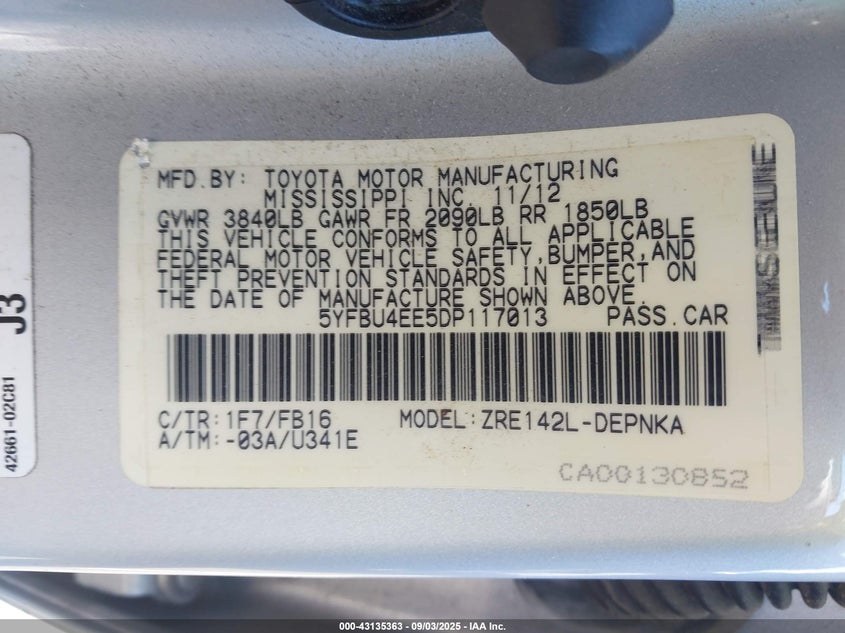 MFD.BY: TOYOTA MOTOR MANUFACTURING
MISSISSIPPI INC. 11/12
GVWR 3840LB GAWR FR 2090LB RR 1850LB
THIS VEHICLE CONFORMS TO ALL APPLICABLE
FEDERAL MOTOR VEHICLE SAFETY,BUMPER,AND
THEFT PREVENTION STANDARDS IN EFFECT ON
THE DATE OF MANUFACTURE SHOWN ABOVE.
5YFBU4EE5DP117013 PASS.CAR
C/TR:1F7/FB16 MODEL:ZRE142L-DEPNKA
A/TM:-03A/U341E
CA00130852
J3
42661-02C81
000-43135363 - 09/03/2025 - IAA Inc.